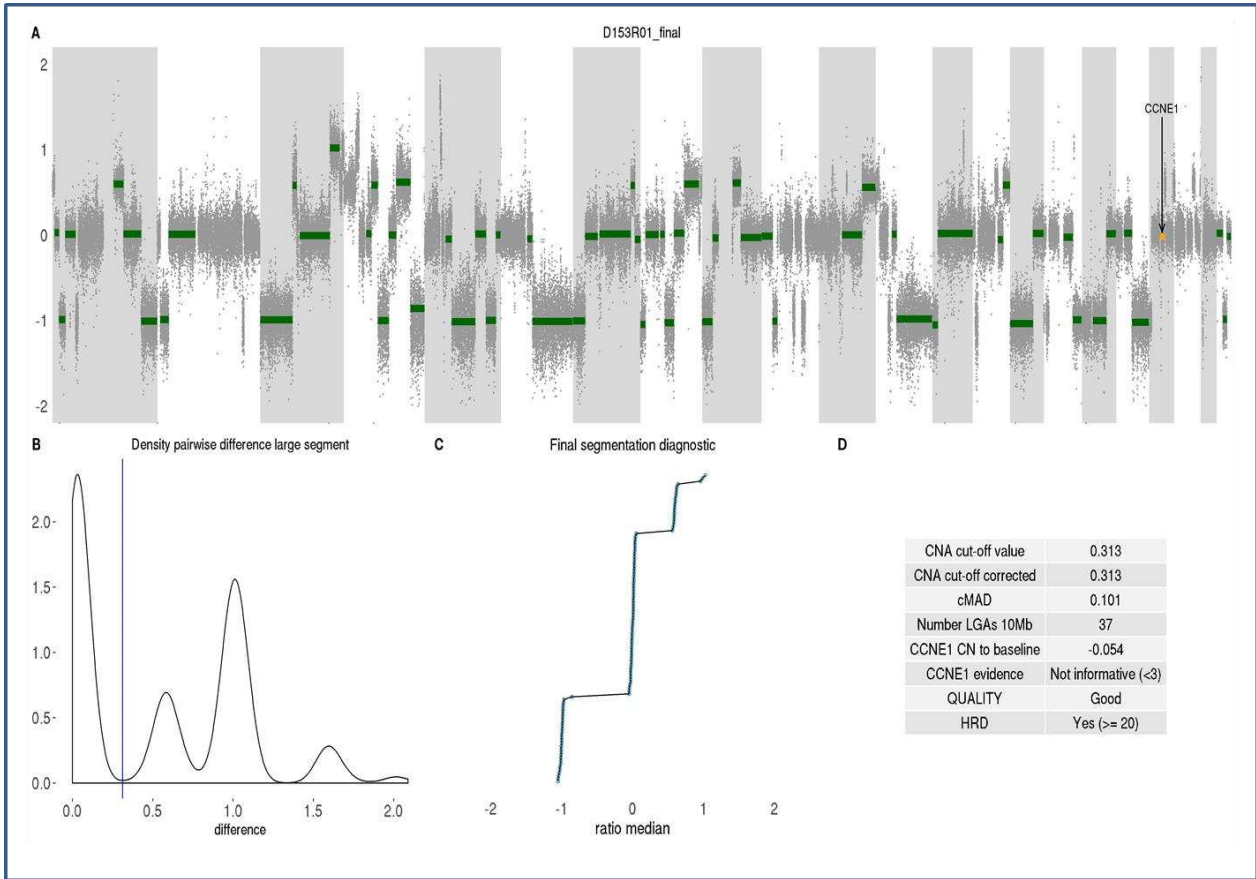 A
D153R01_final
2
1
0
-1
-2
CCNE1
B
Density pairwise difference large segment
2.0-
1.5-
1.0-
0.5-
0.0-
0.0 0.5 1.0 1.5 2.0
difference
C
Final segmentation diagnostic
-2 -1 0 1 2
ratio median
D
CNA cut-off value 0.313
CNA cut-off corrected 0.313
cMAD 0.101
Number LGAs 10Mb 37
CCNE1 CN to baseline -0.054
CCNE1 evidence Not informative (<3)
QUALITY Good
HRD Yes (>= 20)